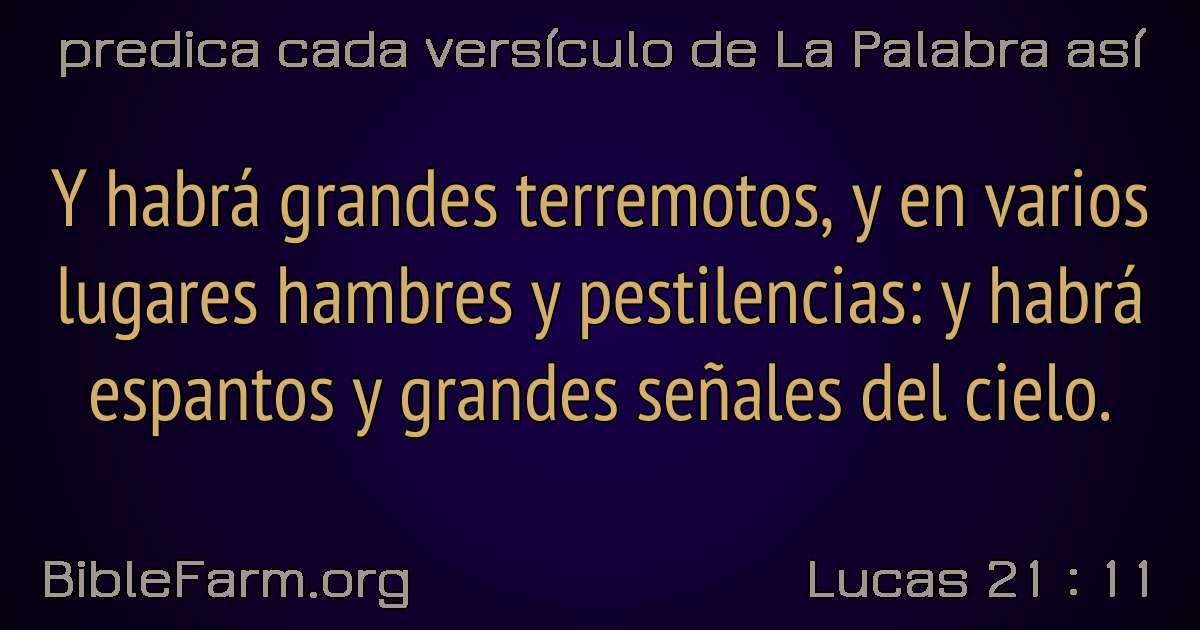 predica cada versículo de La Palabra así
Y habrá grandes terremotos, y en varios
lugares hambres y pestilencias: y habrá
espantos y grandes señales del cielo.
BibleFarm.org
Lucas 21 : 11